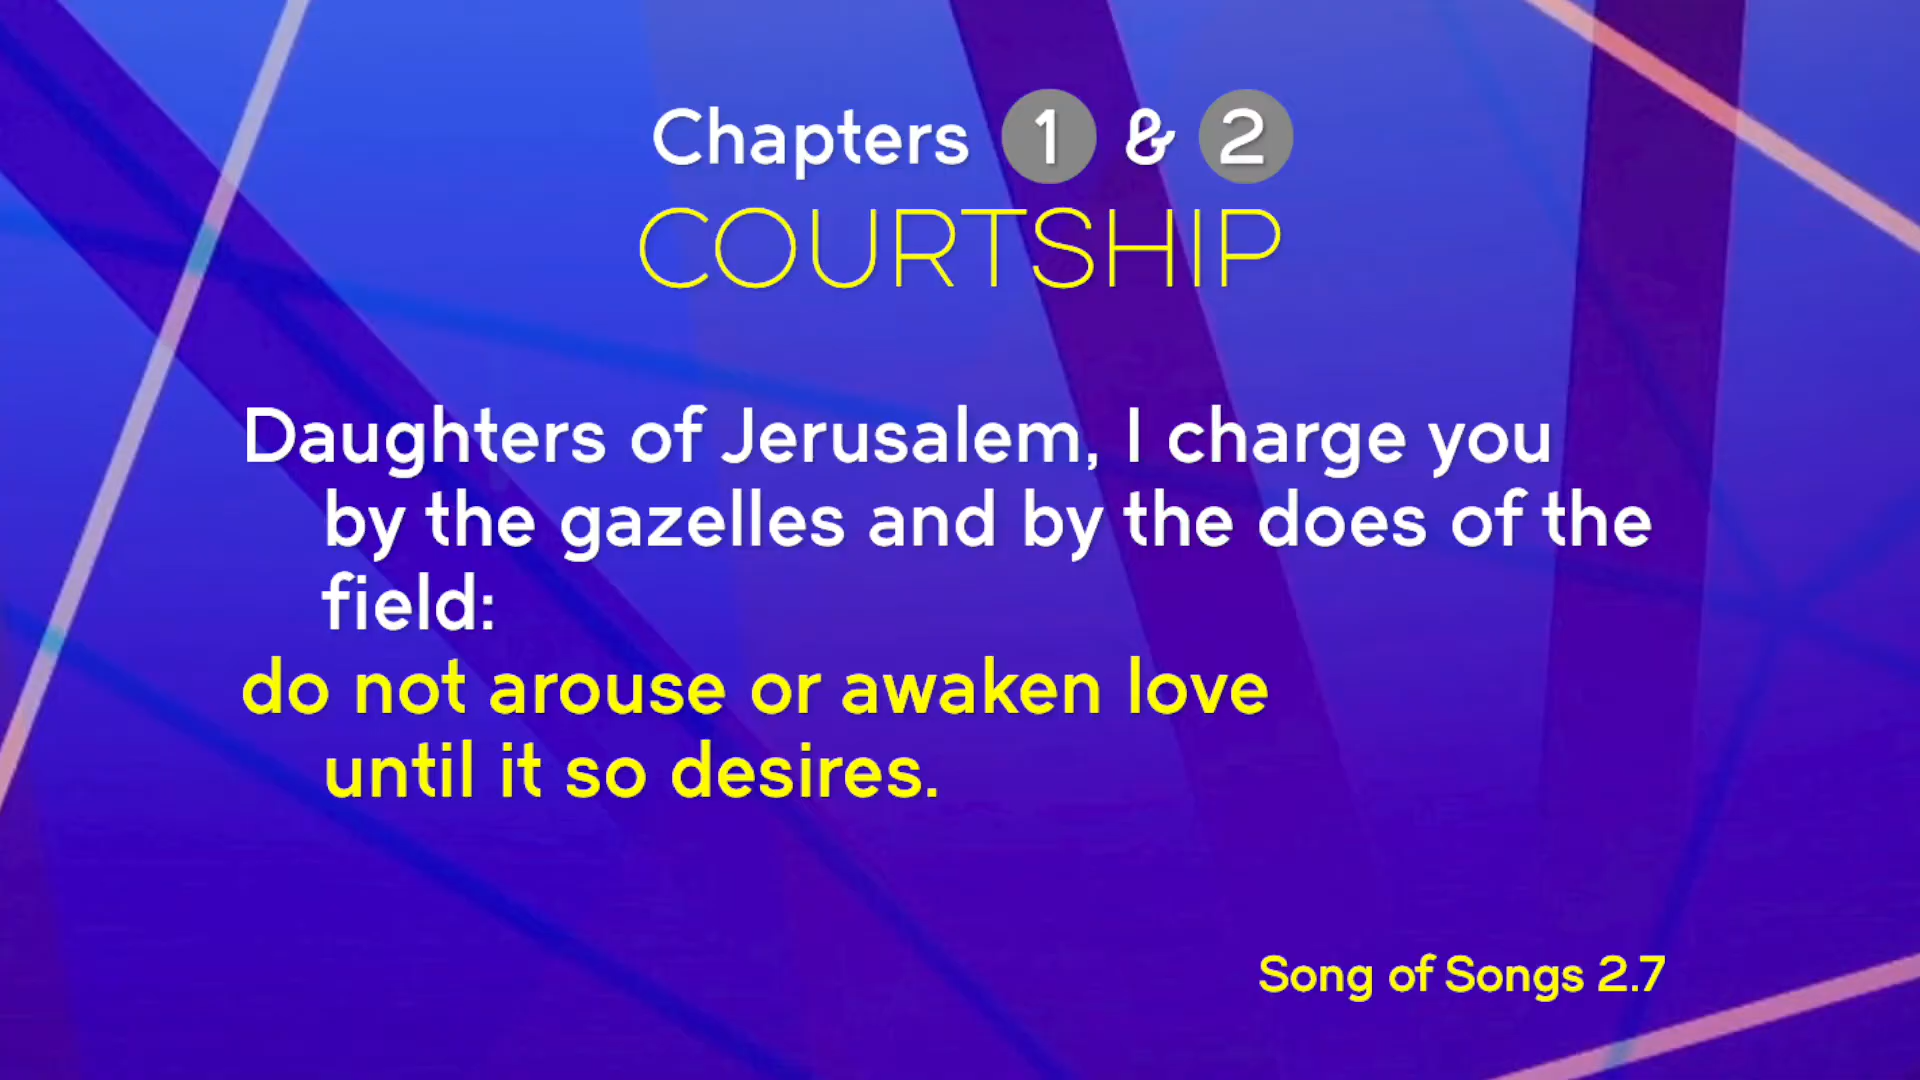 Chapters 1 & 2
COURTSHIP
Daughters of Jerusalem, I charge you
by the gazelles and by the does of the
field:
do not arouse or awaken love
until it so desires.
Song of Songs 2.7